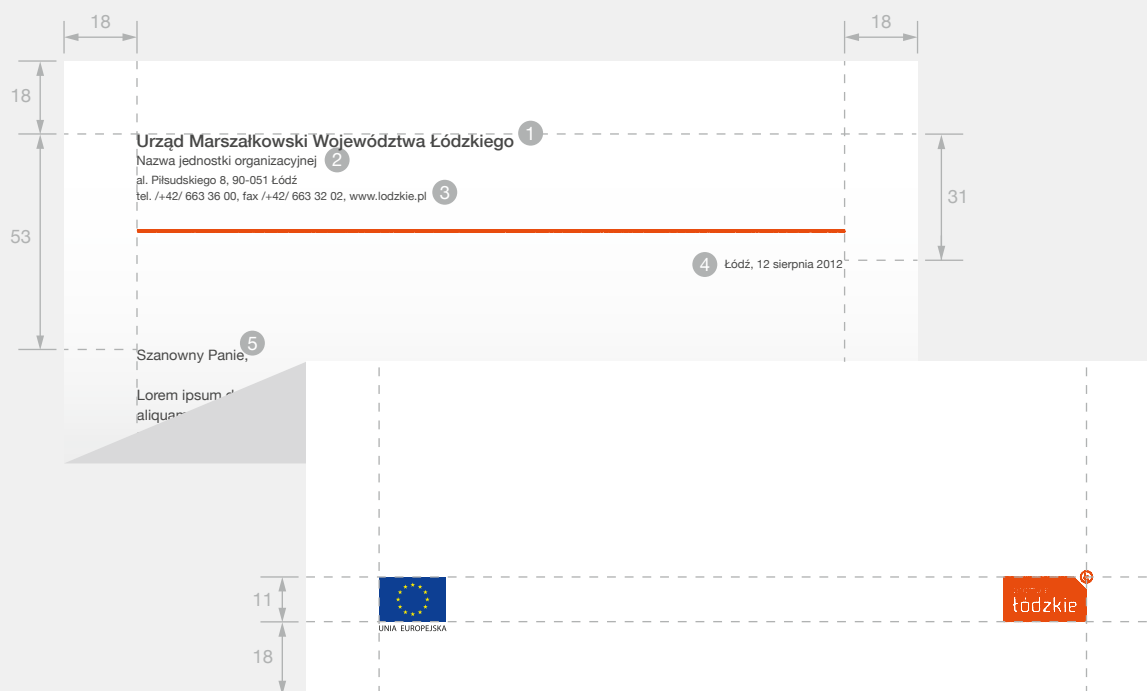 18
18
18
Urząd Marszałkowski Województwa Łódzkiego 1
Nazwa jednostki organizacyjnej 2
al. Piłsudskiego 8, 90-051 Łódź
tel. /+42/ 663 36 00, fax /+42/ 663 32 02, www.lodzkie.pl 3
31
53
4 Łódź, 12 sierpnia 2012
5
Szanowny Panie,
Lorem ipsum
11
łódzkie
UNIA EUROPEJSKA
18